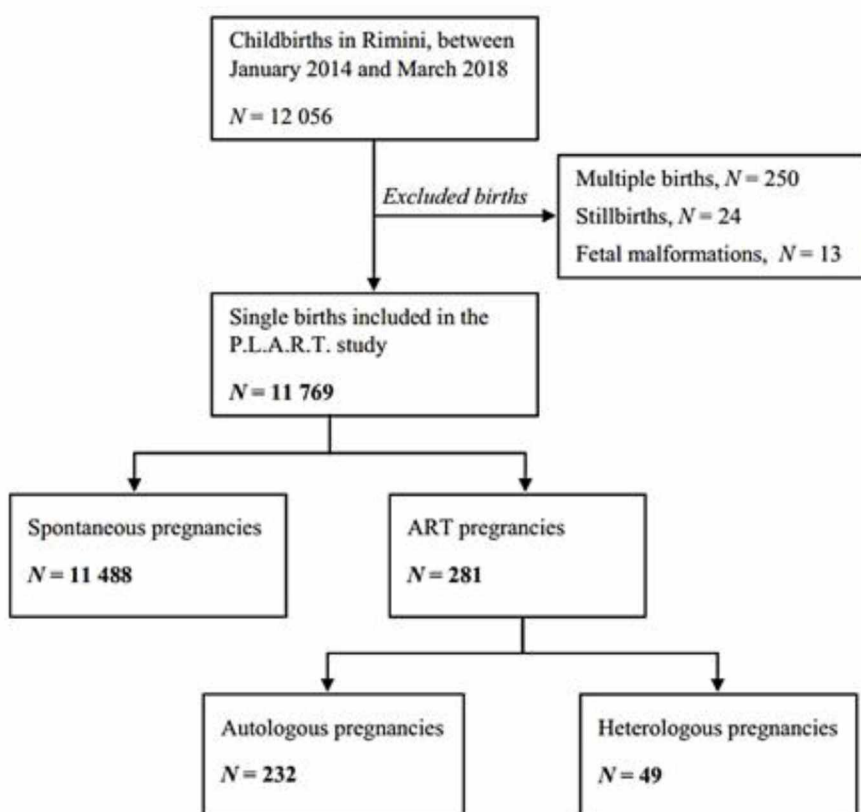 Childbirths in Rimini, between
January 2014 and March 2018
N = 12 056
Excluded births
Multiple births, N = 250
Stillbirths, N = 24
Fetal malformations, N = 13
Single births included in the
P.L.A.R.T. study
N = 11 769
Spontaneous pregnancies
N = 11 488
ART pregrancies
N = 281
Autologous pregnancies
N = 232
Heterologous pregnancies
N = 49